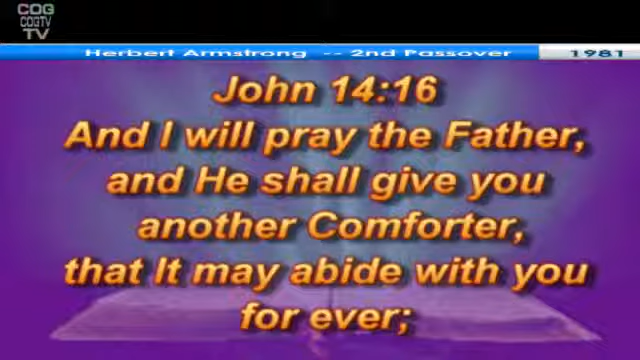 COG
COGTV
TV
Herbert Armstrong -- 2nd Passover 1981
John 14:16
And I will pray the Father,
and He shall give you
another Comforter,
that It may abide with you
for ever;